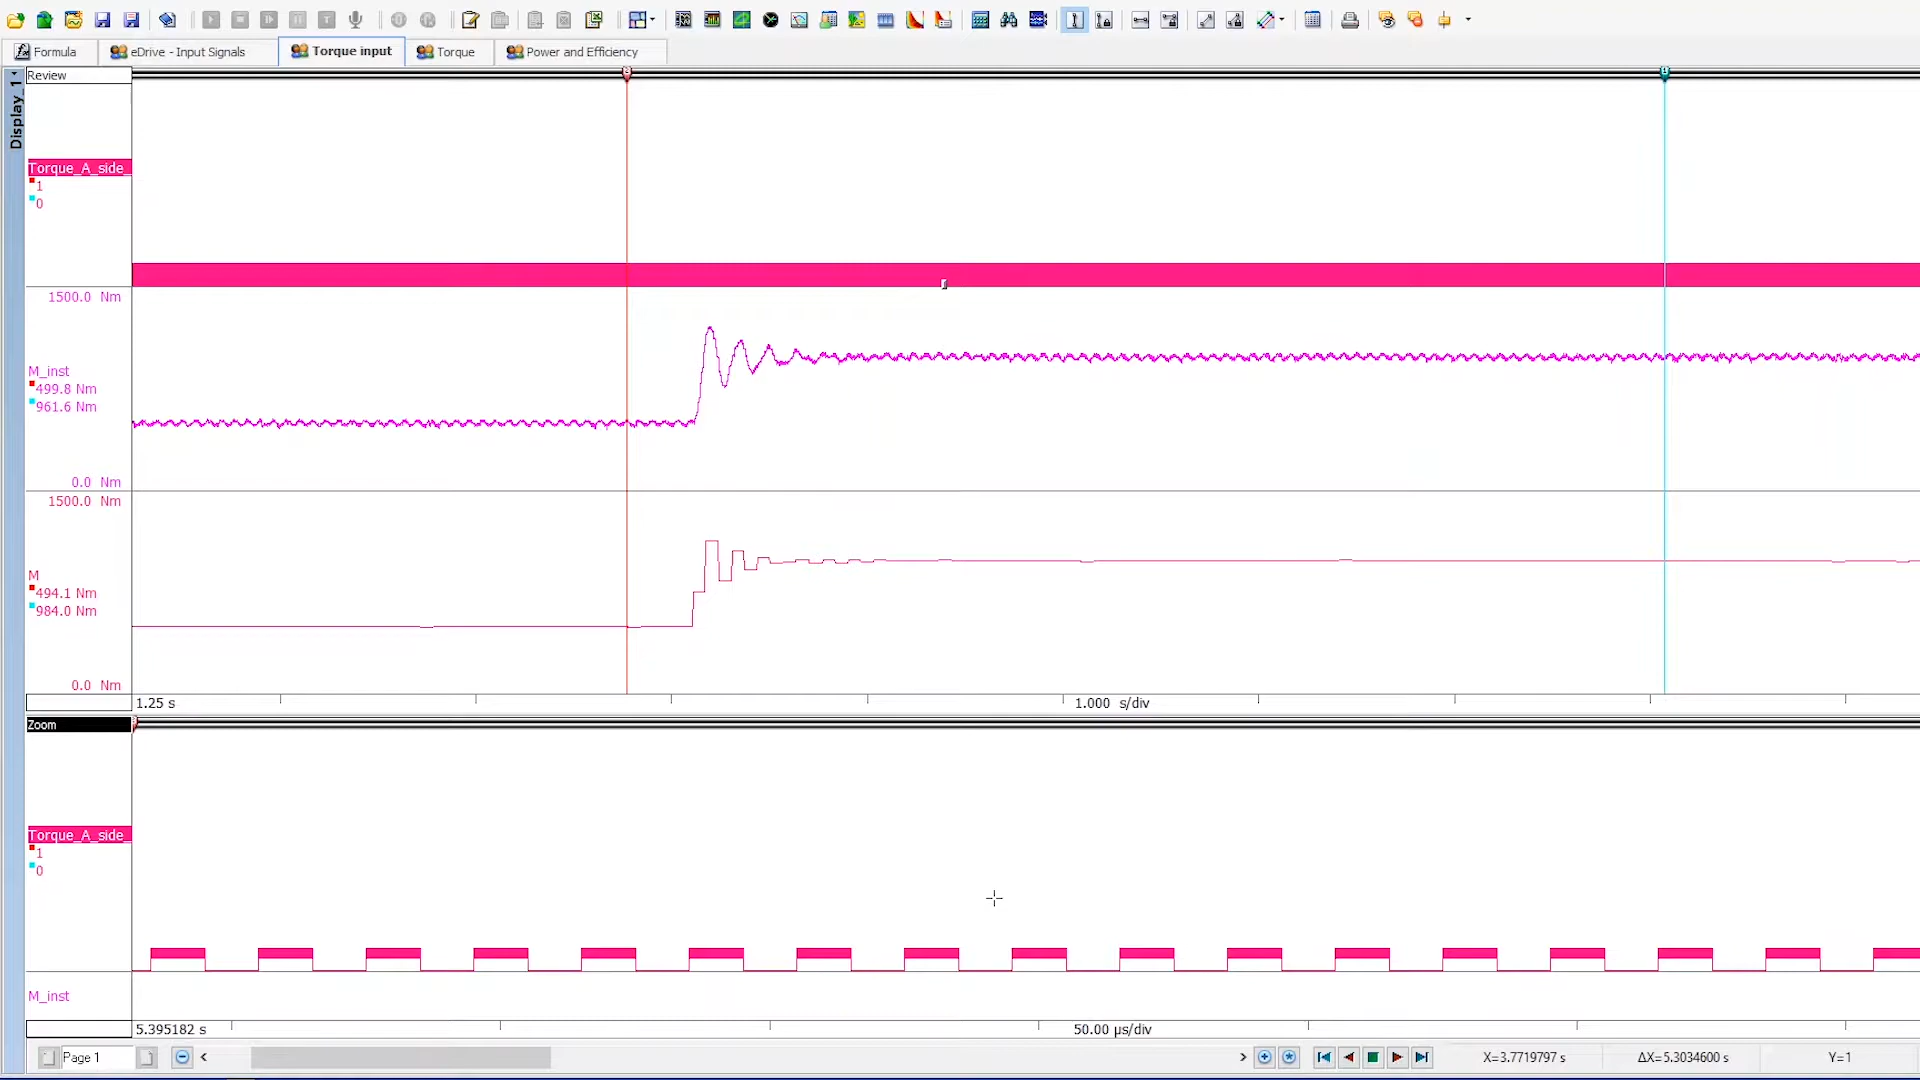 Formula
eDrive - Input Signals
Torque input
Torque
Power and Efficiency
Display_1
Review
2
1
Torque_A_side_
1
0
1500.0 Nm
M_inst
499.8 Nm
961.6 Nm
0.0 Nm
1500.0 Nm
M
494.1 Nm
984.0 Nm
0.0 Nm
1.25 s
1.000 s/div
Zoom
Torque_A_side_
1
0
M_inst
5.395182 s
50.00 µs/div
Page 1
X=3.7719797 s
ΔX=5.3034600 s
Y=1